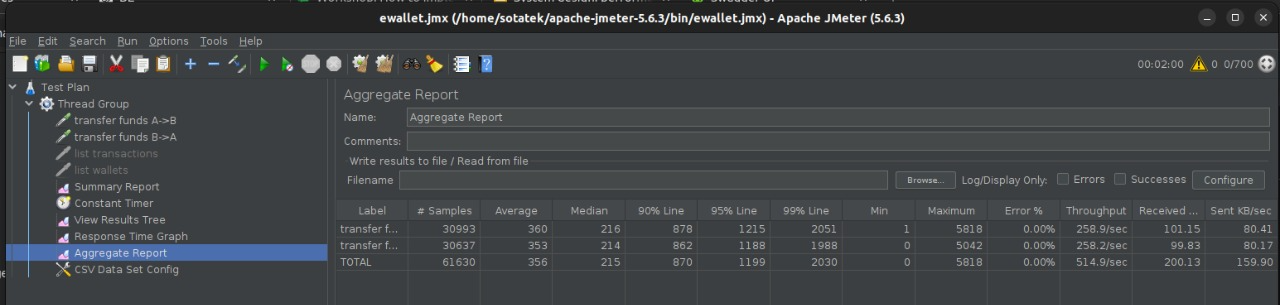 ewallet.jmx (/home/sotatek/apache-jmeter-5.6.3/bin/ewallet.jmx) - Apache JMeter (5.6.3)
File Edit Search Run Options Tools Help
00:02:00 0 0/700
Test Plan
Thread Group
transfer funds A->B
transfer funds B->A
list transactions
list wallets
Summary Report
Constant Timer
View Results Tree
Response Time Graph
Aggregate Report
CSV Data Set Config
Aggregate Report
Name: Aggregate Report
Comments:
Write results to file / Read from file
Filename Browse... Log/Display Only: Errors Successes Configure
Label # Samples Average Median 90% Line 95% Line 99% Line Min Maximum Error % Throughput Received ... Sent KB/sec
transfer f... 30993 360 216 878 1215 2051 1 5818 0.00% 258.9/sec 101.15 80.41
transfer f... 30637 353 214 862 1188 1988 0 5042 0.00% 258.2/sec 99.83 80.17
TOTAL 61630 356 215 870 1199 2030 0 5818 0.00% 514.9/sec 200.13 159.90